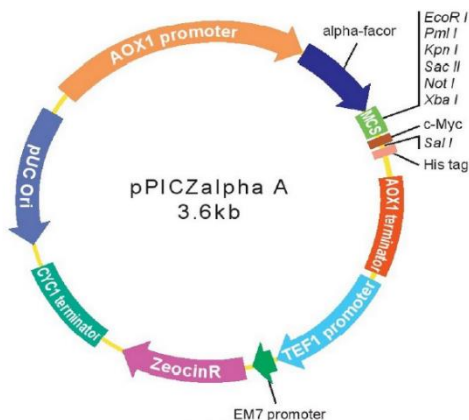 AOX1 promoter
alpha-facor
EcoR I
Pml I
Kpn I
Sac II
Not I
Xba I
MCS
c-Myc
Sal I
His tag
AOX1 terminator
TEF1 promoter
EM7 promoter
ZeocinR
CYC1 terminator
pUC Ori
pPICZalpha A
3.6kb